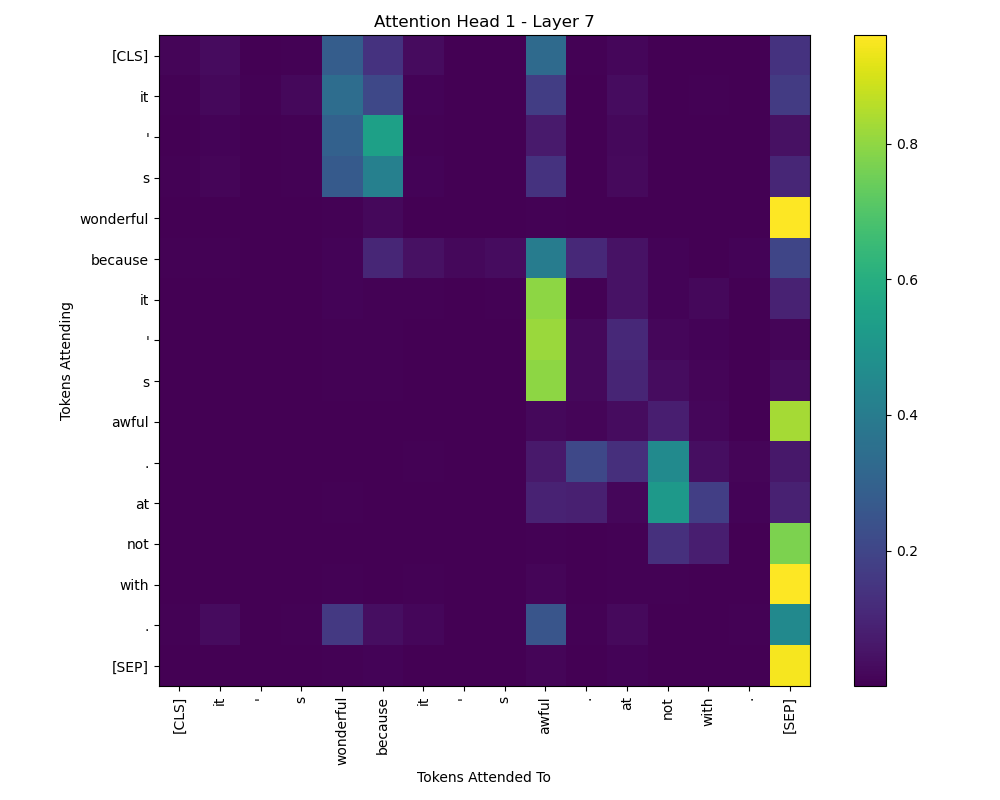 Attention Head 1 - Layer 7
Tokens Attending
[CLS]
it
'
s
wonderful
because
it
'
s
awful
.
at
not
with
.
[SEP]
[CLS]
it
'
s
wonderful
because
it
'
s
awful
.
at
not
with
.
[SEP]
Tokens Attended To
0.8
0.6
0.4
0.2